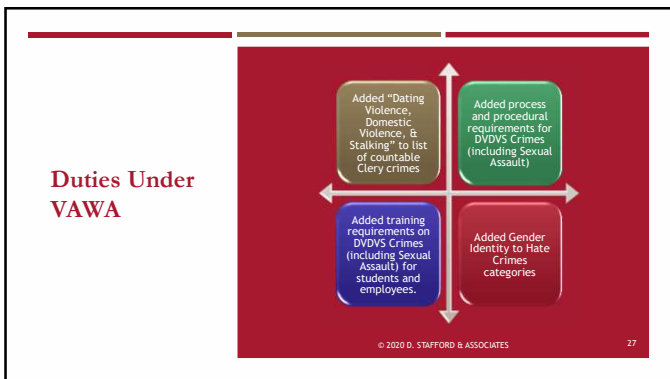 Duties Under
VAWA
Added “Dating
Violence,
Domestic
Violence, &
Stalking” to list
of countable
Clery crimes
Added process
and procedural
requirements for
DVDVS Crimes
(including Sexual
Assault)
Added training
requirements on
DVDVS Crimes
(including Sexual
Assault) for
students and
employees.
Added Gender
Identity to Hate
Crimes
categories
© 2020 D. STAFFORD & ASSOCIATES
27